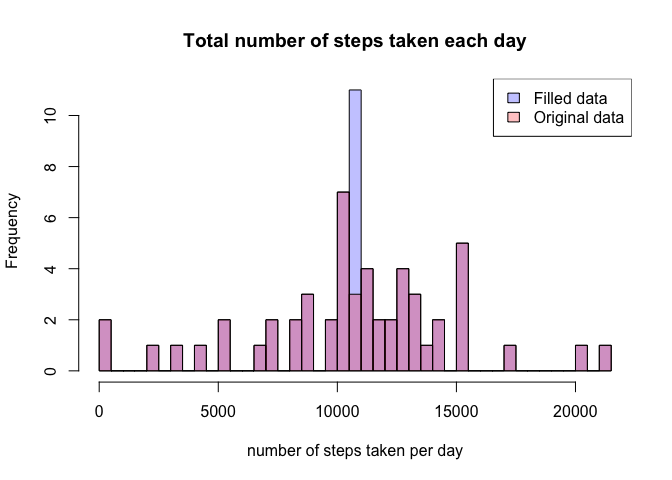 Total number of steps taken each day
Filled data
Original data
Frequency
10
8
6
4
2
0
0 5000 10000 15000 20000
number of steps taken per day